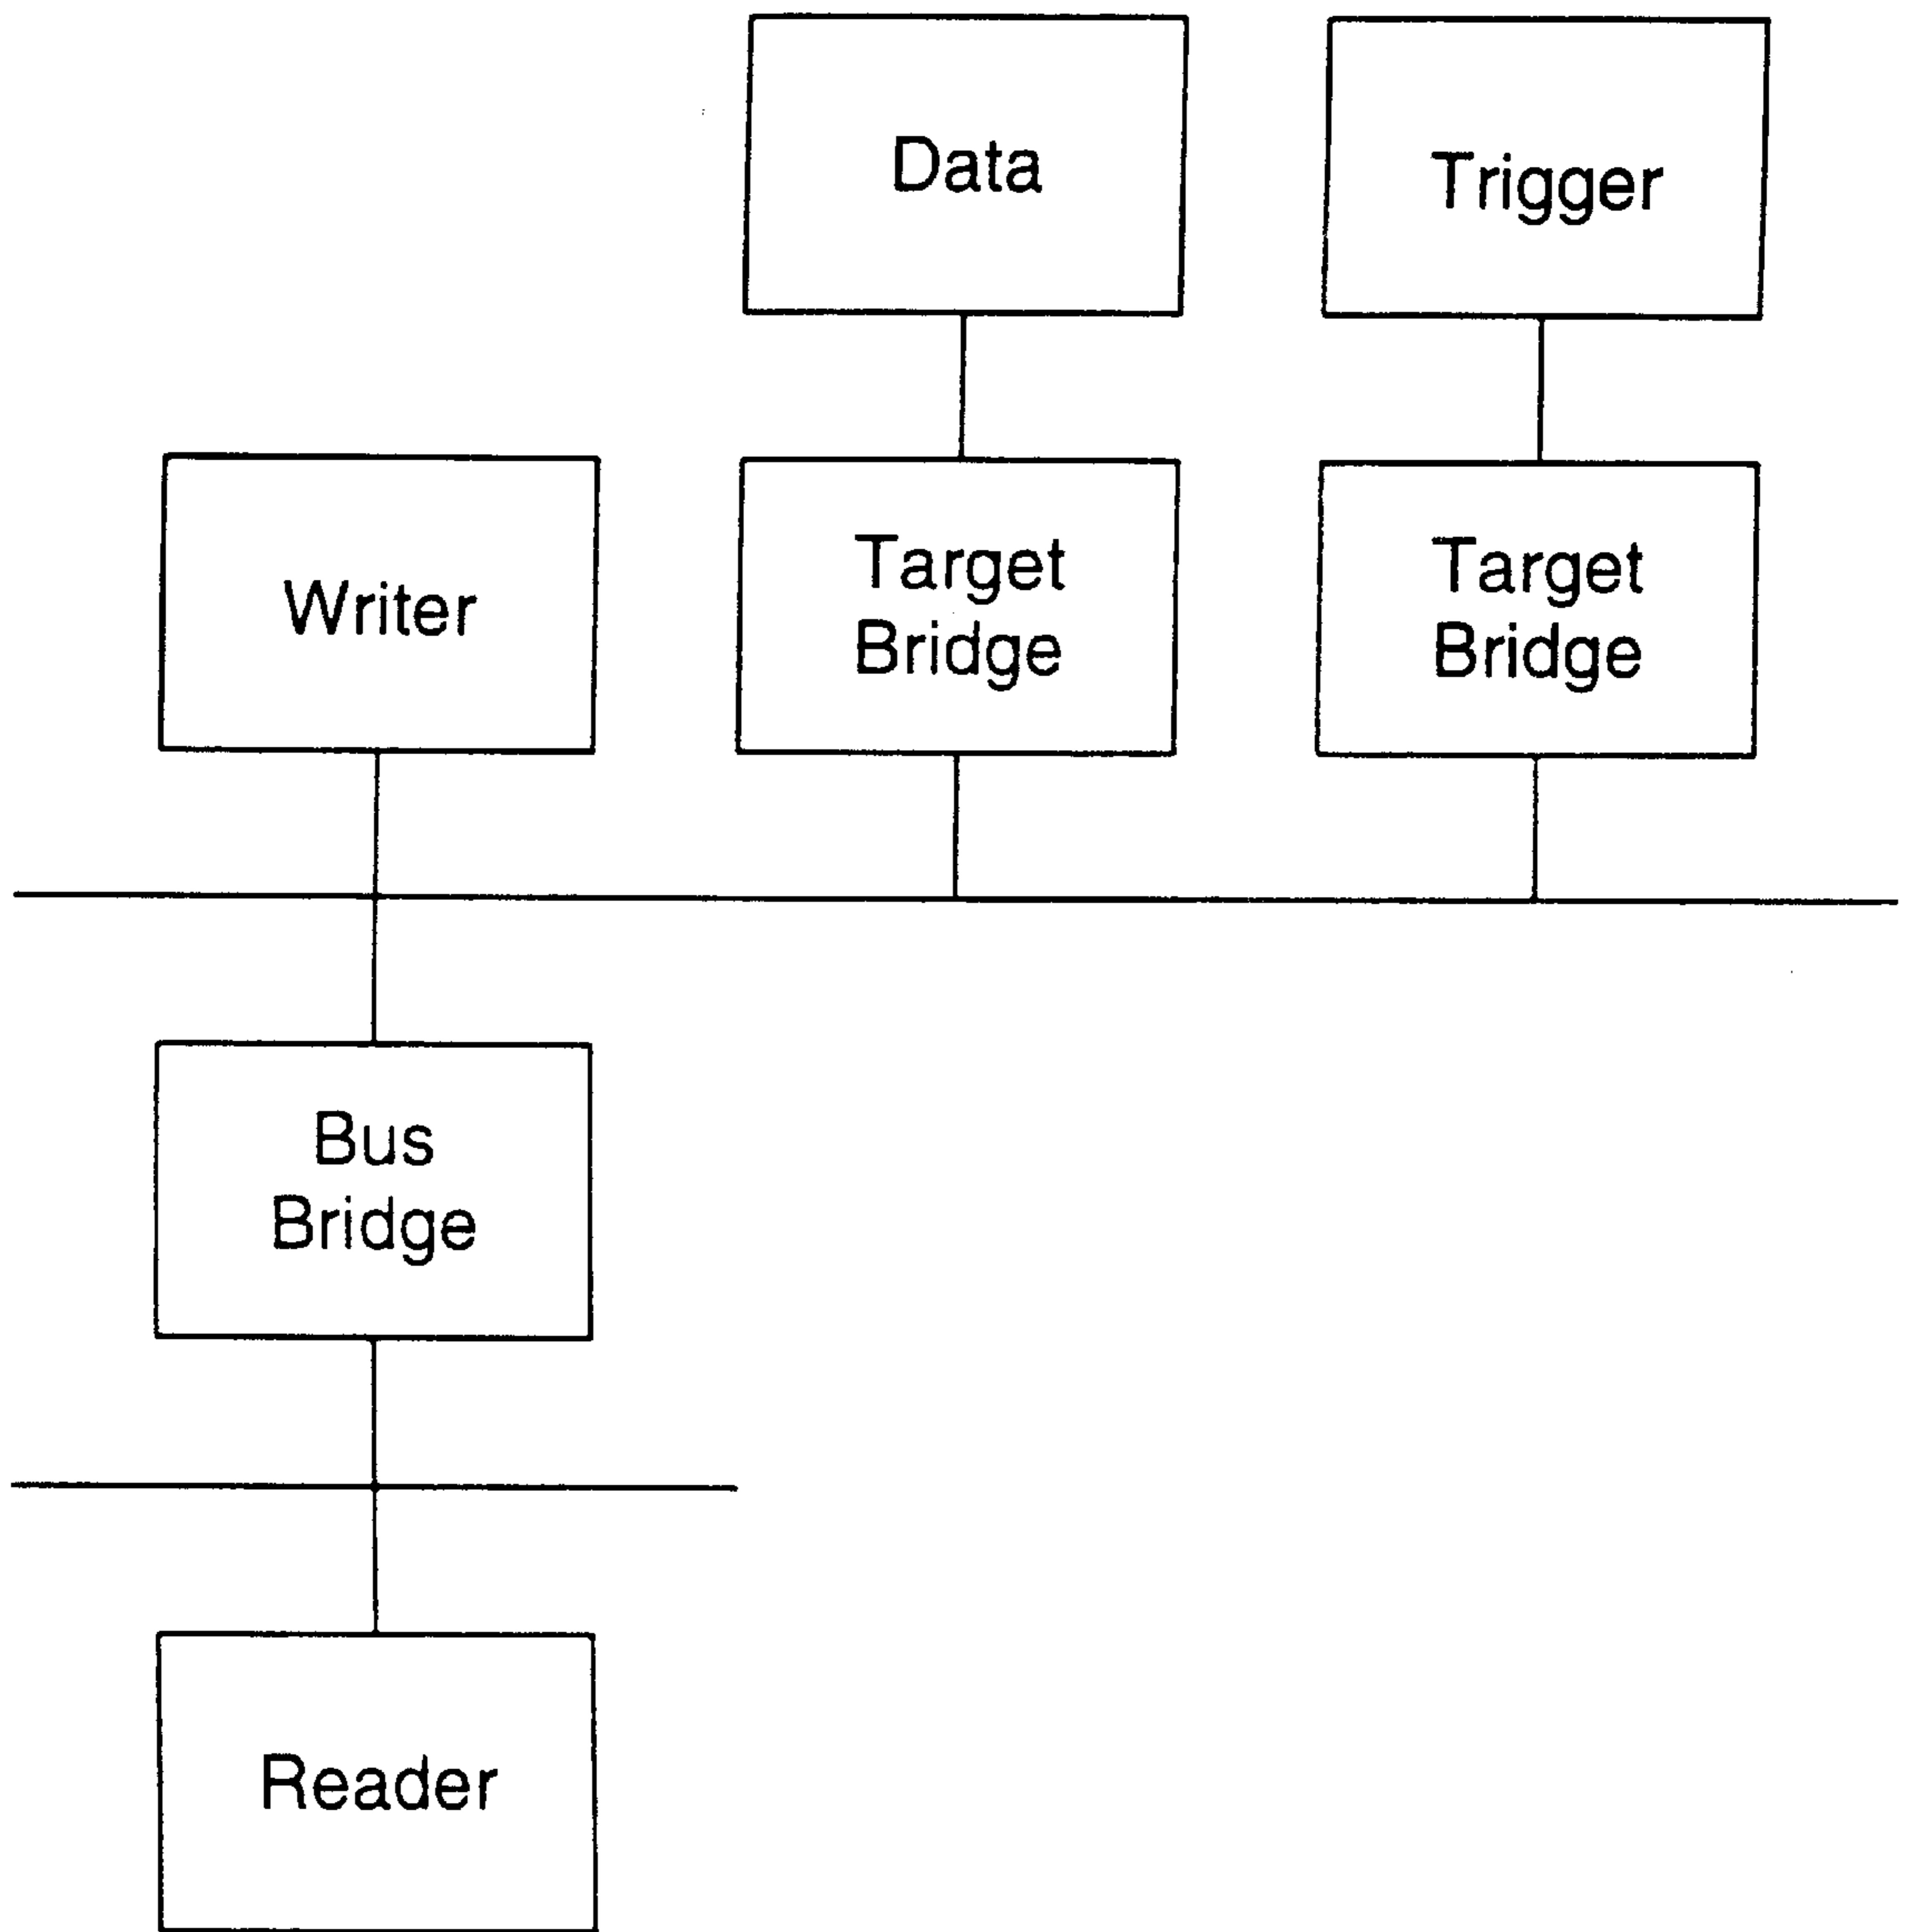 Data
Trigger
Writer
Target
Bridge
Target
Bridge
Bus
Bridge
Reader